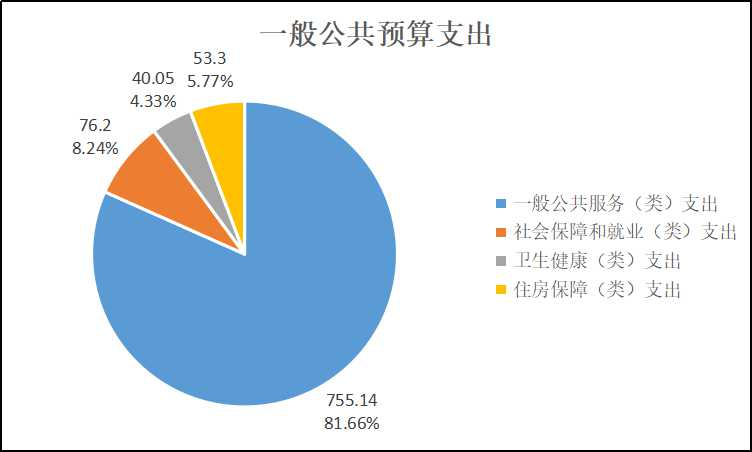 一般公共预算支出
53.3
5.77%
40.05
4.33%
76.2
8.24%
一般公共服务（类）支出
社会保障和就业（类）支出
卫生健康（类）支出
住房保障（类）支出
755.14
81.66%